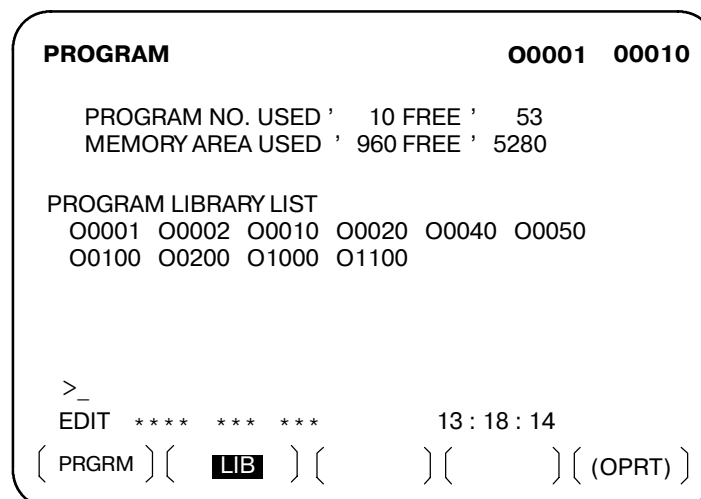 PROGRAM O0001 00010
PROGRAM NO. USED ’ 10 FREE ’ 53
MEMORY AREA USED ’ 960 FREE ’ 5280
PROGRAM LIBRARY LIST
O0001 O0002 O0010 O0020 O0040 O0050
O0100 O0200 O1000 O1100
>_
EDIT **** *** *** 13 : 18 : 14
PRGRM LIB (OPRT)